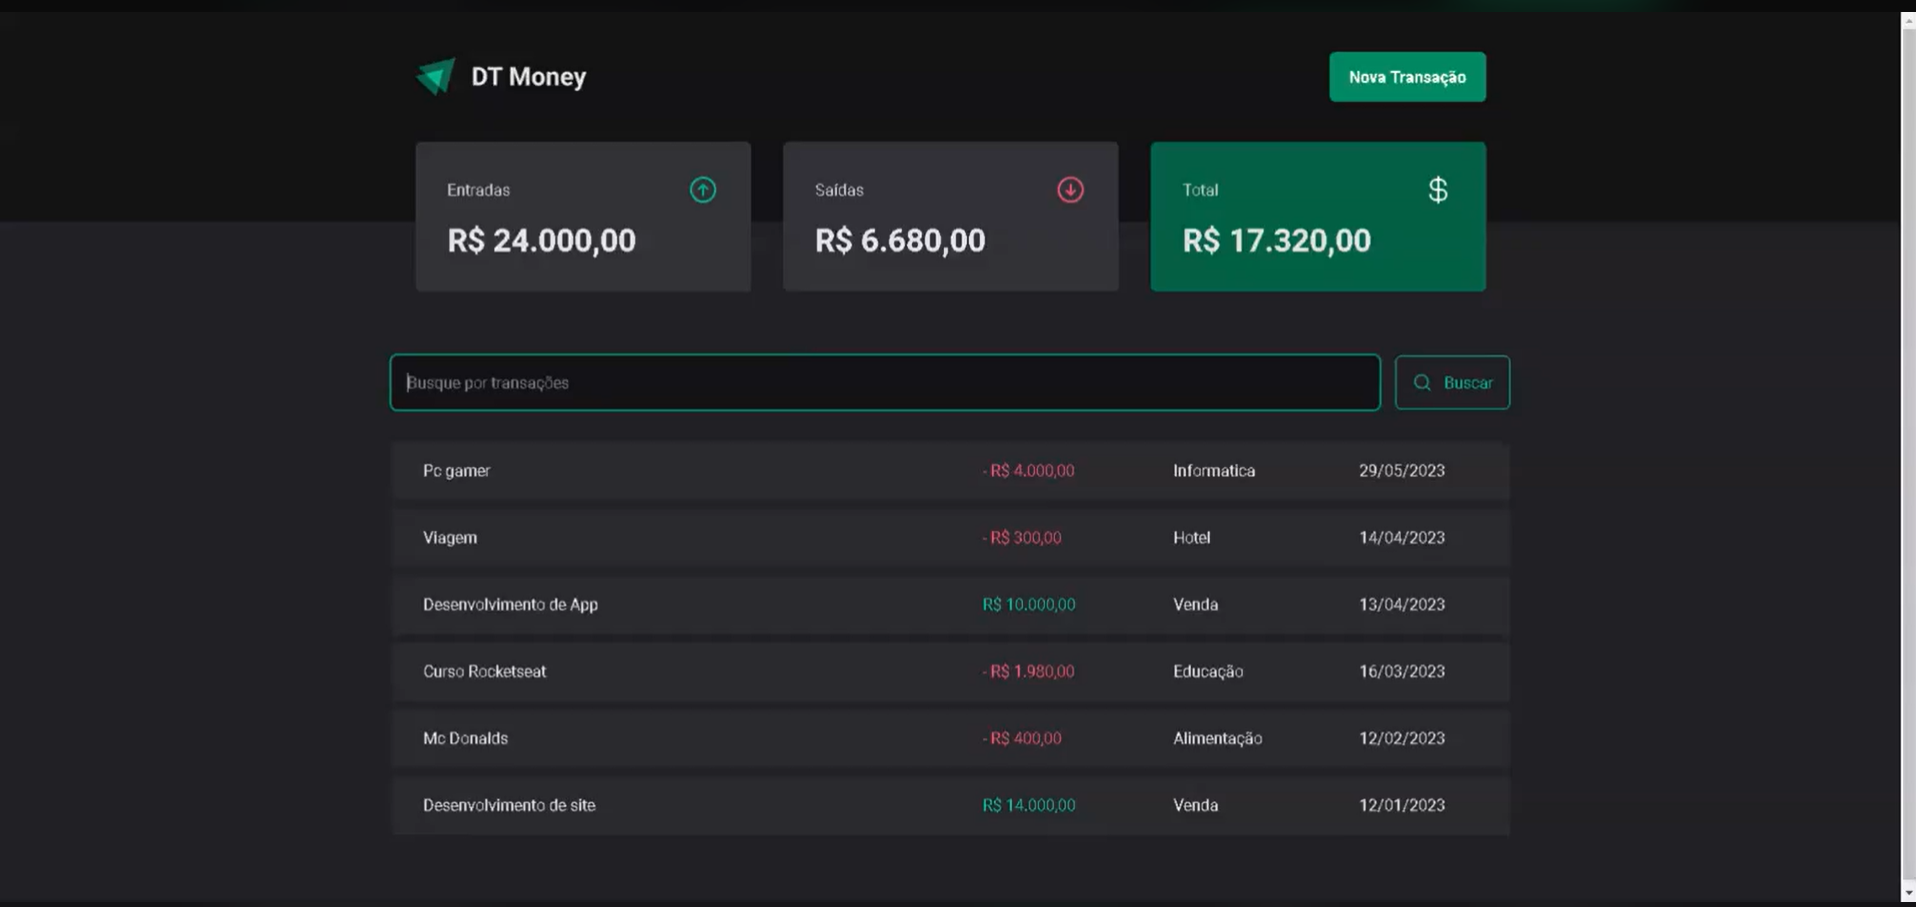 DT Money
Nova Transação
Entradas
R$ 24.000,00
Saídas
R$ 6.680,00
Total
$
R$ 17.320,00
Busque por transações
Buscar
Pc gamer - R$ 4.000,00 Informatica 29/05/2023
Viagem - R$ 300,00 Hotel 14/04/2023
Desenvolvimento de App R$ 10.000,00 Venda 13/04/2023
Curso Rocketseat - R$ 1.980,00 Educação 16/03/2023
Mc Donalds - R$ 400,00 Alimentação 12/02/2023
Desenvolvimento de site R$ 14.000,00 Venda 12/01/2023